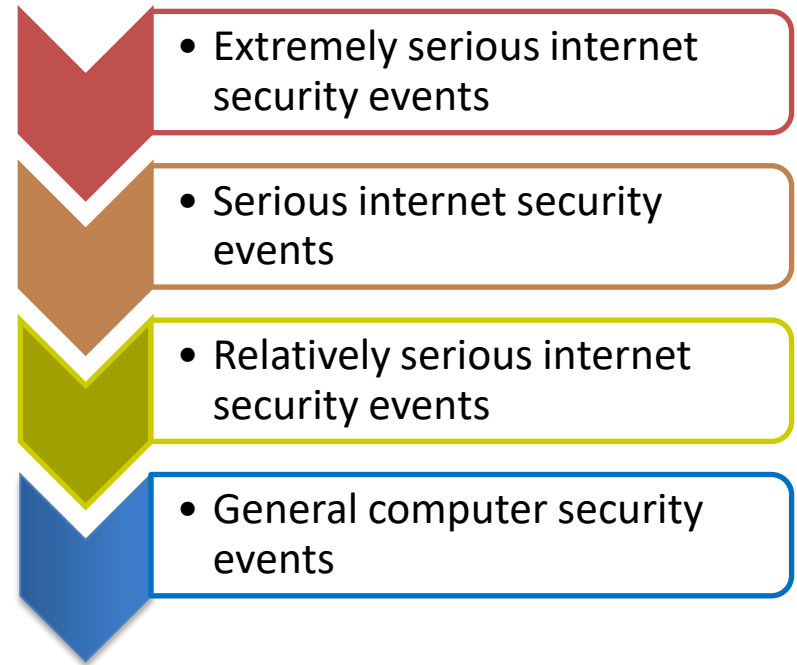 • Extremely serious internet
security events
• Serious internet security
events
• Relatively serious internet
security events
• General computer security
events